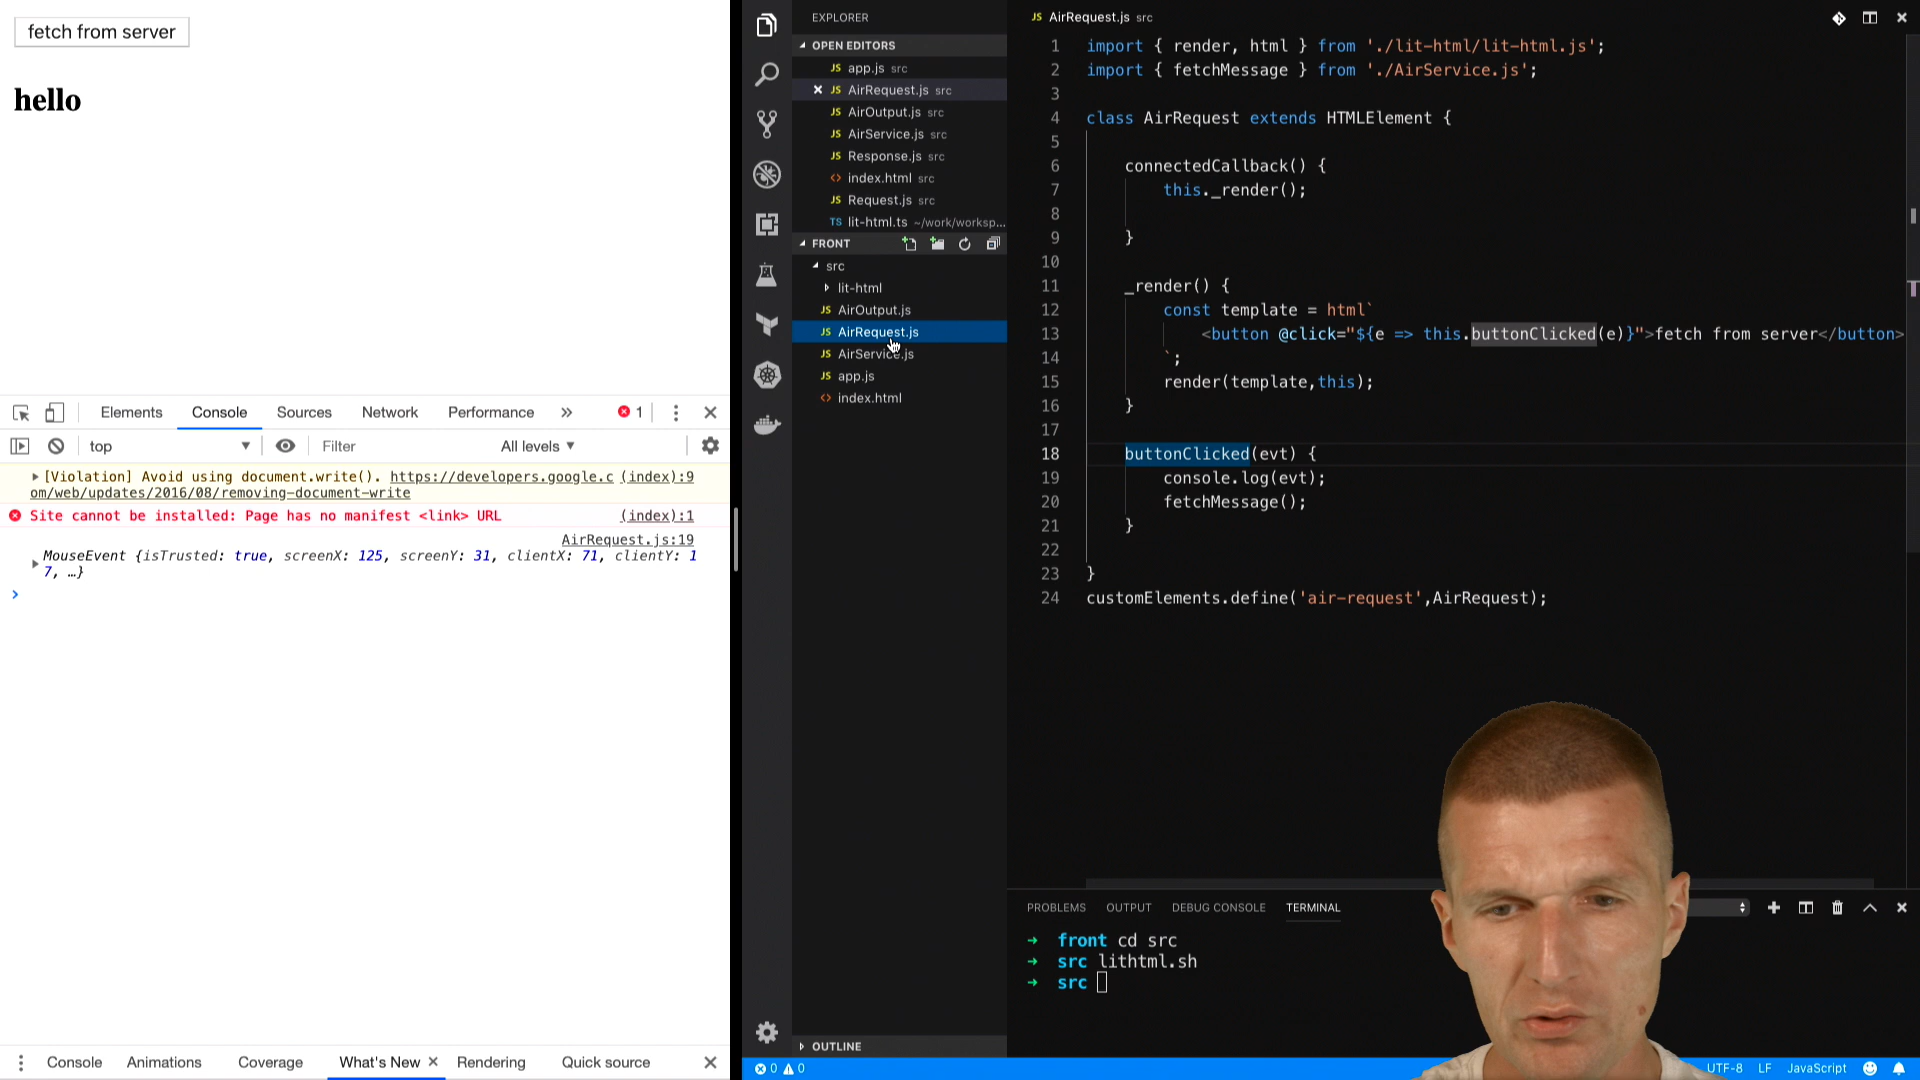 fetch from server
hello
Elements Console Sources Network Performance » 1
top Filter All levels
[Violation] Avoid using document.write(). https://developers.google.c (index):9
om/web/updates/2016/08/removing-document-write
Site cannot be installed: Page has no manifest <link> URL (index):1
AirRequest.js:19
MouseEvent {isTrusted: true, screenX: 125, screenY: 31, clientX: 71, clientY: 1
7, …}
>
Console Animations Coverage What's New Rendering Quick source
EXPLORER
OPEN EDITORS
JS app.js src
JS AirRequest.js src
JS AirOutput.js src
JS AirService.js src
JS Response.js src
<> index.html src
JS Request.js src
TS lit-html.ts ~/work/worksp...
FRONT
src
lit-html
JS AirOutput.js
JS AirRequest.js
JS AirService.js
JS app.js
<> index.html
OUTLINE
JS AirRequest.js src
1 import { render, html } from './lit-html/lit-html.js';
2 import { fetchMessage } from './AirService.js';
3
4 class AirRequest extends HTMLElement {
5
6 connectedCallback() {
7 this._render();
8
9 }
10
11 _render() {
12 const template = html`
13 <button @click="${e => this.buttonClicked(e)}">fetch from server</button>
14 `;
15 render(template,this);
16 }
17
18 buttonClicked(evt) {
19 console.log(evt);
20 fetchMessage();
21 }
22
23 }
24 customElements.define('air-request',AirRequest);
PROBLEMS OUTPUT DEBUG CONSOLE TERMINAL
→ front cd src
→ src lithtml.sh
→ src
0 0 UTF-8 LF JavaScript